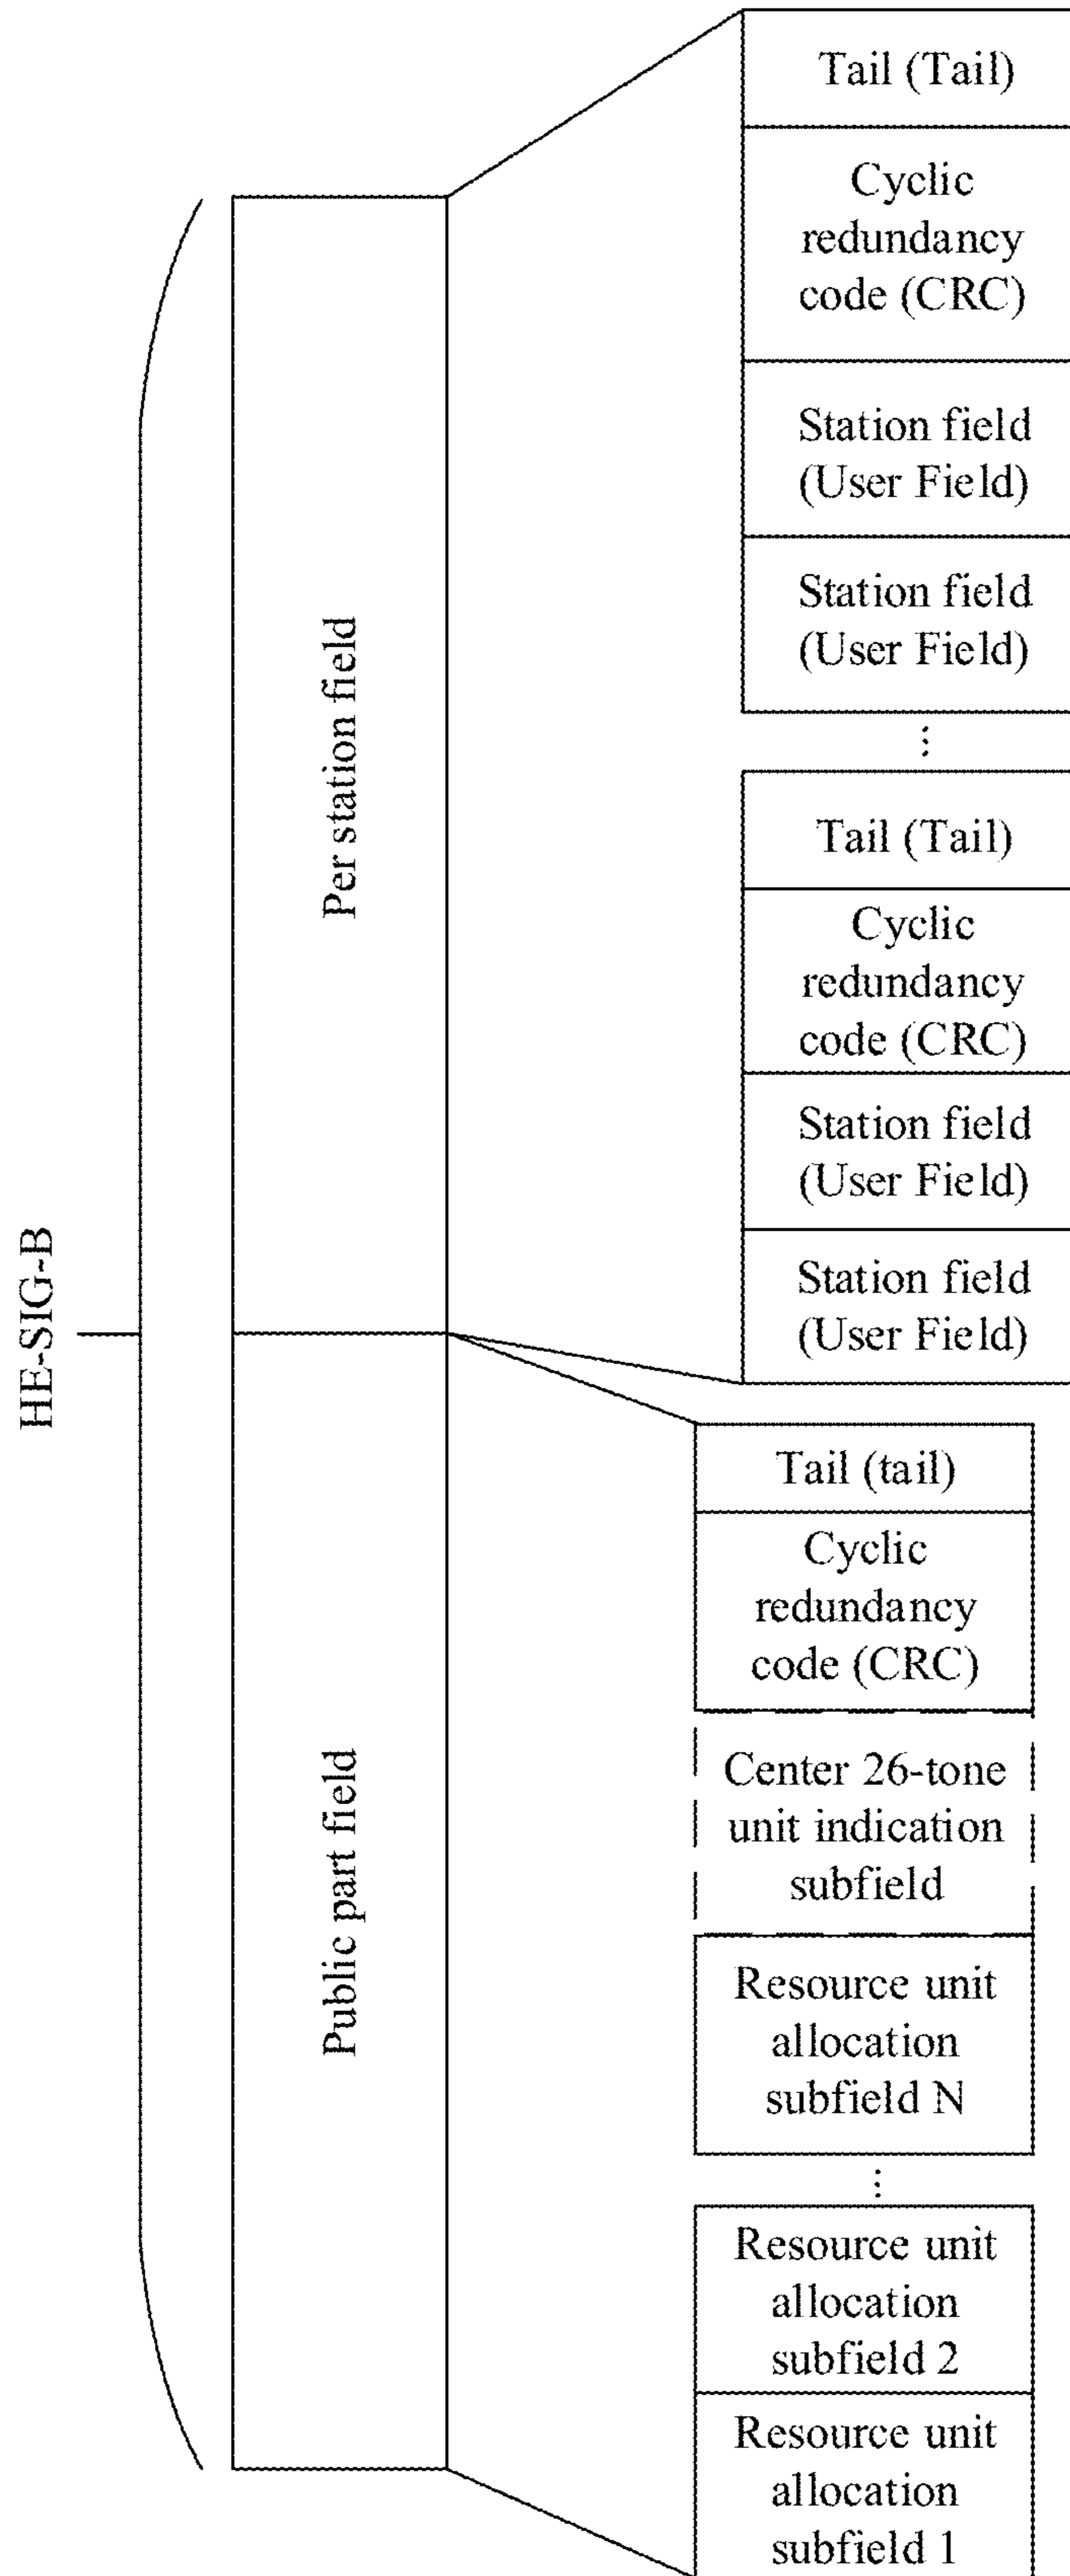 HE-SIG-B
Per station field
Public part field
Tail (Tail)
Cyclic
redundancy
code (CRC)
Station field
(User Field)
Station field
(User Field)
⋮
Tail (Tail)
Cyclic
redundancy
code (CRC)
Station field
(User Field)
Station field
(User Field)
Tail (tail)
Cyclic
redundancy
code (CRC)
Center 26-tone
unit indication
subfield
Resource unit
allocation
subfield N
⋮
Resource unit
allocation
subfield 2
Resource unit
allocation
subfield 1